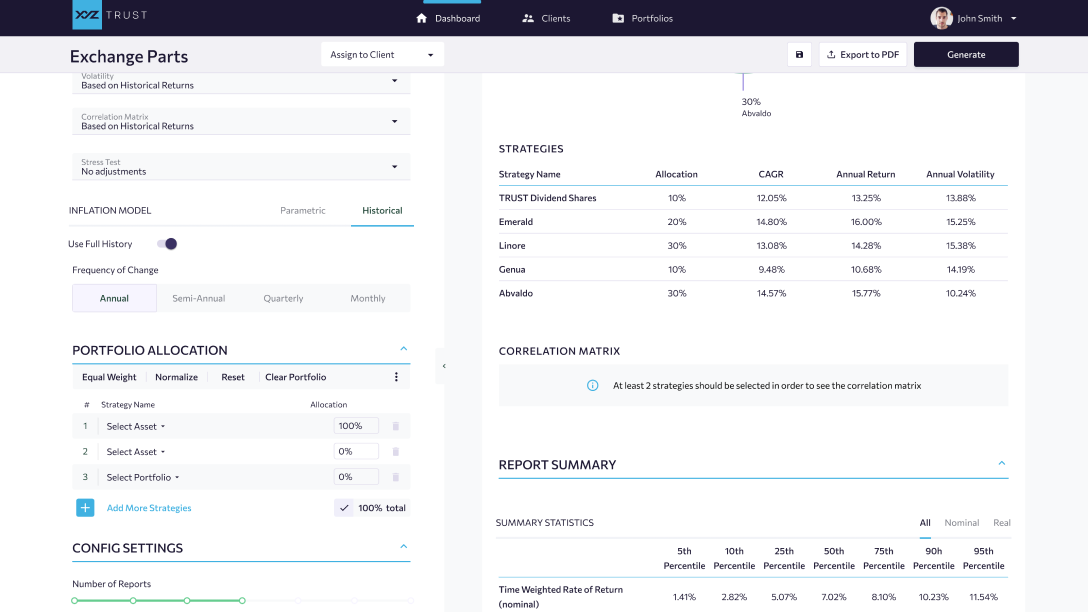 XYZ TRUST
Dashboard
Clients
Portfolios
John Smith
Exchange Parts
Assign to Client
Export to PDF
Generate
Volatility
Based on Historical Returns
Correlation Matrix
Based on Historical Returns
Stress Test
No adjustments
INFLATION MODEL Parametric Historical
Use Full History
Frequency of Change
Annual Semi-Annual Quarterly Monthly
PORTFOLIO ALLOCATION
Equal Weight Normalize Reset Clear Portfolio
# Strategy Name Allocation
1 Select Asset 100%
2 Select Asset 0%
3 Select Portfolio 0%
+ Add More Strategies 100% total
CONFIG SETTINGS
Number of Reports
30%
Abvaldo
STRATEGIES
Strategy Name Allocation CAGR Annual Return Annual Volatility
TRUST Dividend Shares 10% 12.05% 13.25% 13.88%
Emerald 20% 14.80% 16.00% 15.25%
Linore 30% 13.08% 14.28% 15.38%
Genua 10% 9.48% 10.68% 14.19%
Abvaldo 30% 14.57% 15.77% 10.24%
CORRELATION MATRIX
At least 2 strategies should be selected in order to see the correlation matrix
REPORT SUMMARY
SUMMARY STATISTICS All Nominal Real
5th 10th 25th 50th 75th 90h 95th
Percentile Percentile Percentile Percentile Percentile Percentile Percentile
Time Weighted Rate of Return
(nominal) 1.41% 2.82% 5.07% 7.02% 8.10% 10.23% 11.54%